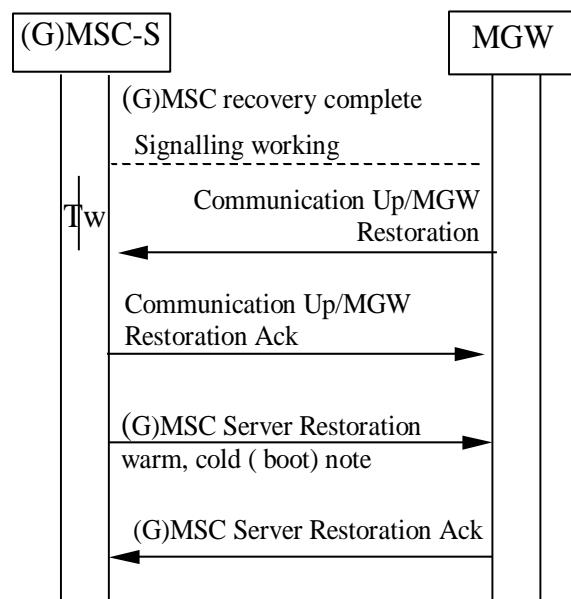 (G)MSC-S
MGW
(G)MSC recovery complete
Signalling working
Tw
Communication Up/MGW
Restoration
Communication Up/MGW
Restoration Ack
(G)MSC Server Restoration
warm, cold ( boot) note
(G)MSC Server Restoration Ack